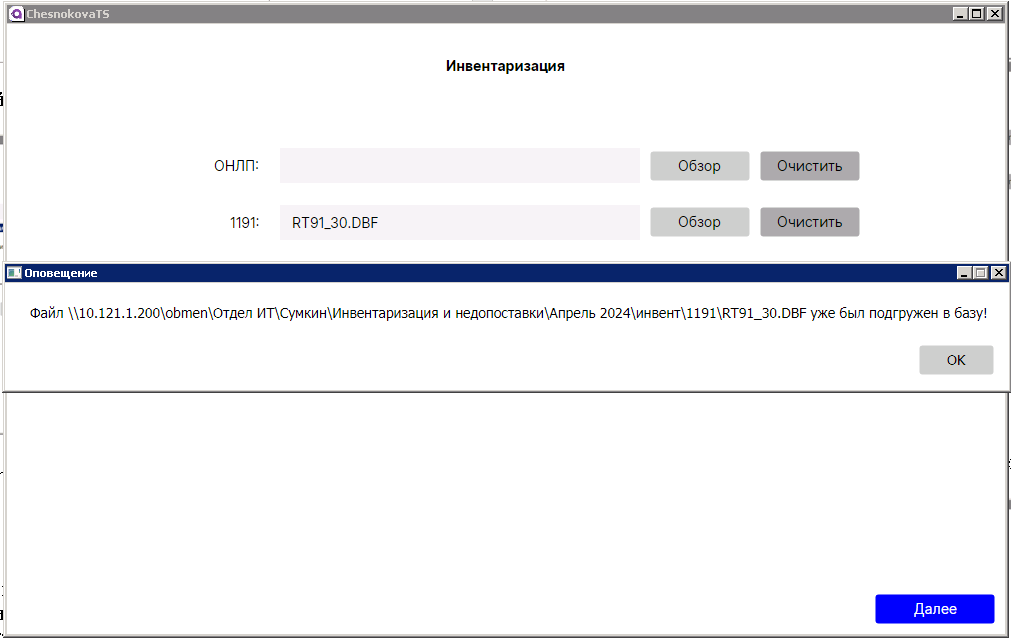 ChesnokovaTS
Инвентаризация
ОНЛП: Обзор Очистить
1191: RT91_30.DBF Обзор Очистить
Оповещение
Файл \\10.121.1.200\obmen\Отдел ИТ\Сумкин\Инвентаризация и недопоставки\Апрель 2024\инвент\1191\RT91_30.DBF уже был подгружен в базу!
OK
Далее